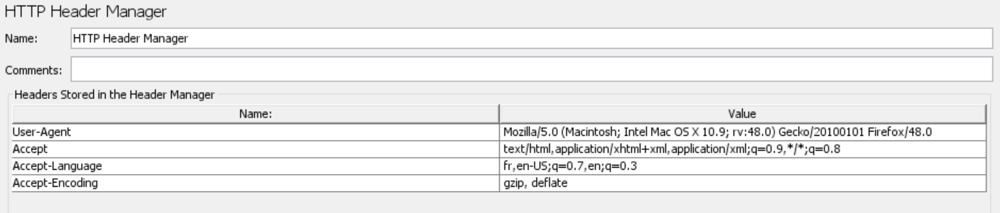 HTTP Header Manager
Name: HTTP Header Manager
Comments:
Headers Stored in the Header Manager
Name: Value
User-Agent Mozilla/5.0 (Macintosh; Intel Mac OS X 10.9; rv:48.0) Gecko/20100101 Firefox/48.0
Accept text/html,application/xhtml+xml,application/xml;q=0.9,*/*;q=0.8
Accept-Language fr,en-US;q=0.7,en;q=0.3
Accept-Encoding gzip, deflate